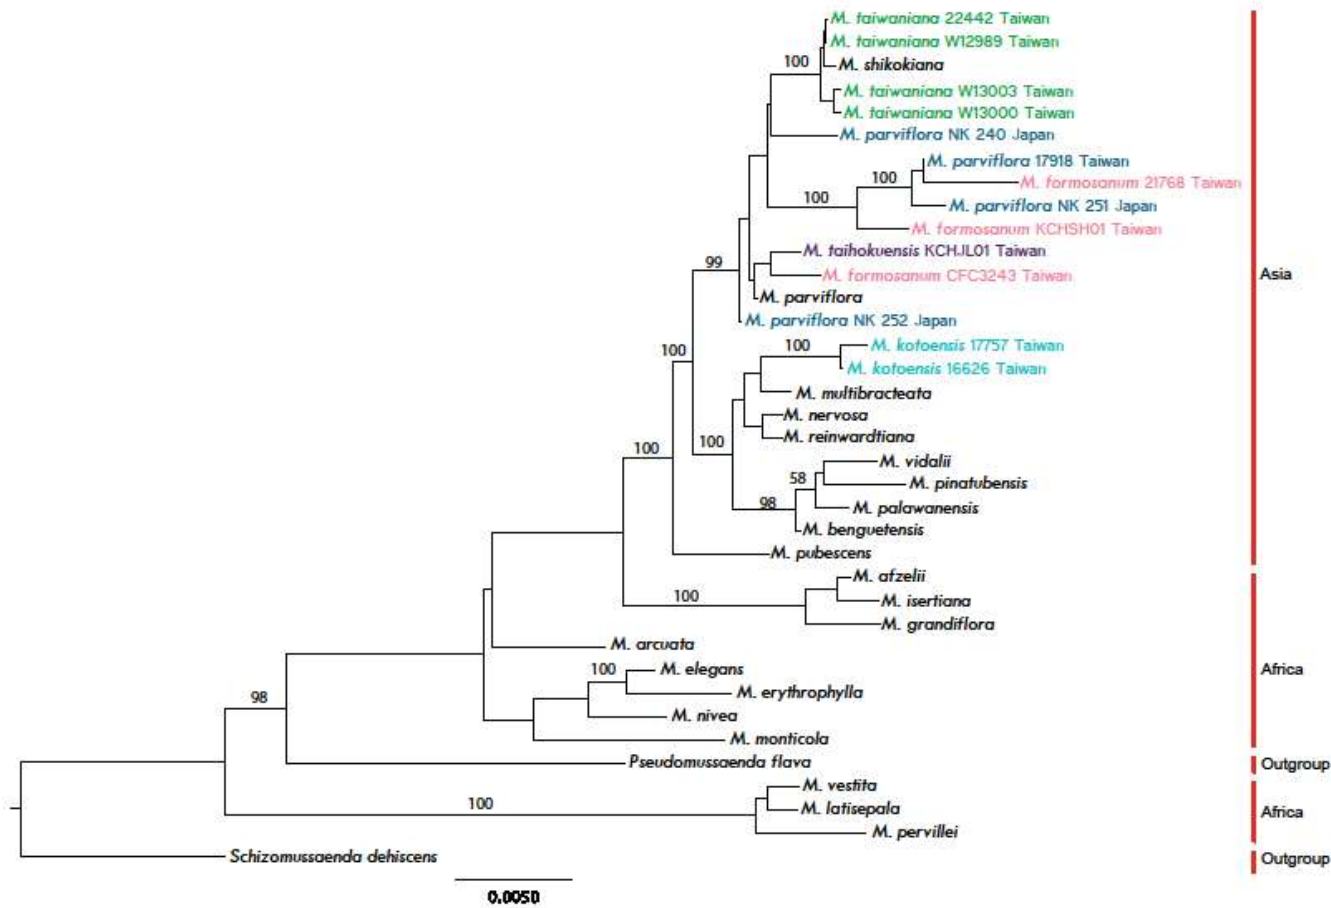 M. taiwaniana 22442 Taiwan
M. taiwaniana W12989 Taiwan
100
M. shikokiana
M. taiwaniana W13003 Taiwan
M. taiwaniana W13000 Taiwan
M. parviflora NK 240 Japan
M. parviflora 17918 Taiwan
100
M. formosanum 21768 Taiwan
100
M. parviflora NK 251 Japan
M. formosanum KCHSH01 Taiwan
M. taihokuensis KCHJL01 Taiwan
99
M. formosanum CFC3243 Taiwan
Asia
M. parviflora
M. parviflora NK 252 Japan
100
M. kotoensis 17757 Taiwan
100
M. kotoensis 16626 Taiwan
M. multibracteata
M. nervosa
100
M. reinwardtiana
100
M. vidalii
58
M. pinatubensis
98
M. palawanensis
M. benguetensis
M. pubescens
M. afzelii
100
M. isertiana
M. grandiflora
M. arcuata
100
M. elegans
Africa
M. erythrophylla
98
M. nivea
M. monticola
Pseudomussaenda flava
Outgroup
M. vestita
100
M. latisepala
Africa
M. pervillei
Schizomussaenda dehiscens
Outgroup
0.0050